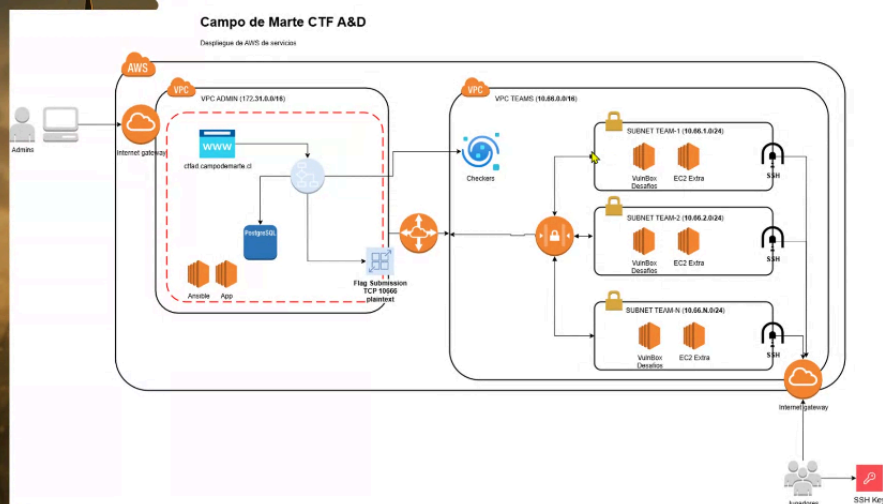 Campo de Marte CTF A&D
Despliegue de AWS de servicios
AWS
VPC
VPC ADMIN (172.31.0.0/16)
VPC
VPC TEAMS (10.66.0.0/16)
Admins
Internet gateway
WWW
ctfad.campodemarte.cl
PostgreSQL
Ansible
App
Flag Submission
TCP 10666
plaintext
Checkers
SUBNET TEAM-1 (10.66.1.0/24)
VulnBox
Desafios
EC2 Extra
SSH
SUBNET TEAM-2 (10.66.2.0/24)
VulnBox
Desafios
EC2 Extra
SSH
SUBNET TEAM-N (10.66.N.0/24)
VulnBox
Desafios
EC2 Extra
SSH
Internet gateway
Jugadores
SSH Key